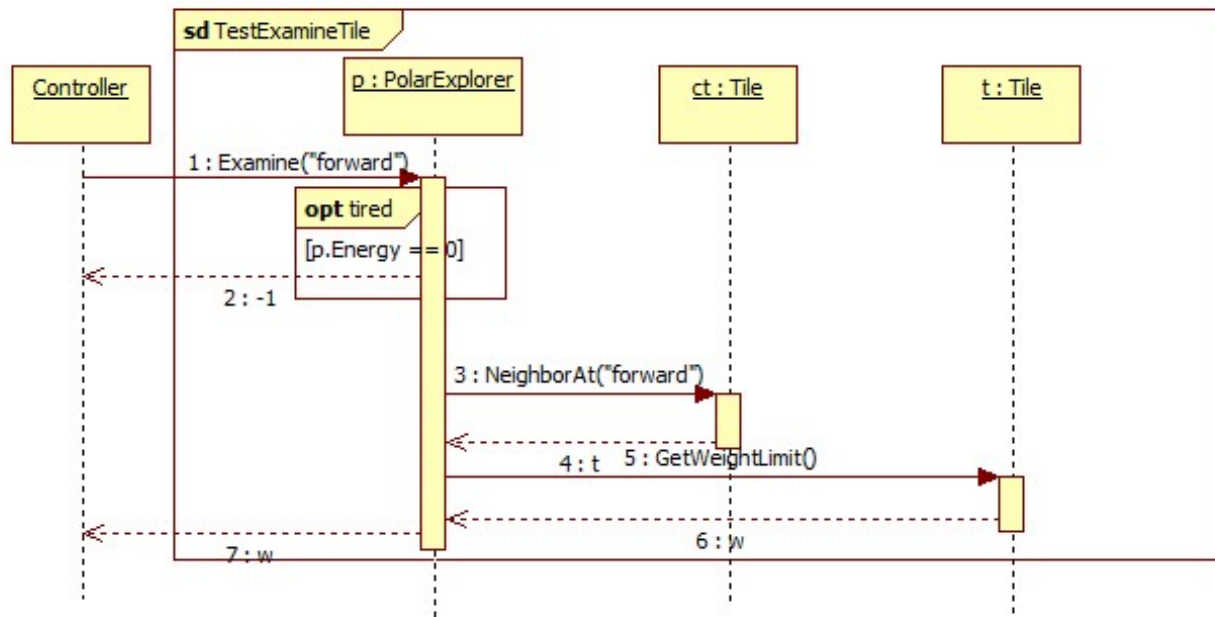 sd TestExamineTile
Controller
p : PolarExplorer
ct : Tile
t : Tile
1 : Examine("forward")
opt tired
[p.Energy == 0]
2 : -1
3 : NeighborAt("forward")
4 : t
5 : GetWeightLimit()
6 : w
7 : w